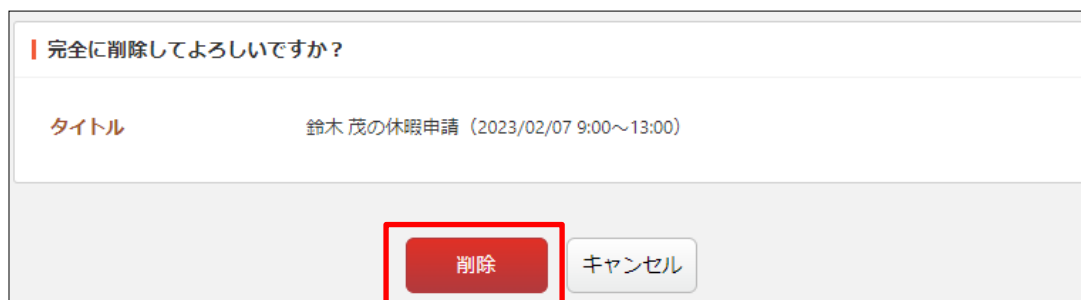 完全に削除してよろしいですか？
タイトル 鈴木 茂の休暇申請（2023/02/07 9:00～13:00）
削除 キャンセル